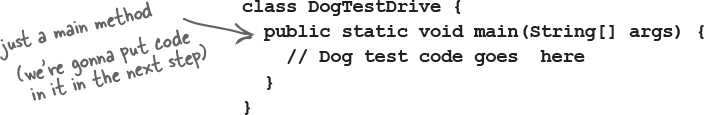 just a main method
(we're gonna put code
in it in the next step)
class DogTestDrive {
public static void main(String[] args) {
// Dog test code goes  here
}
}